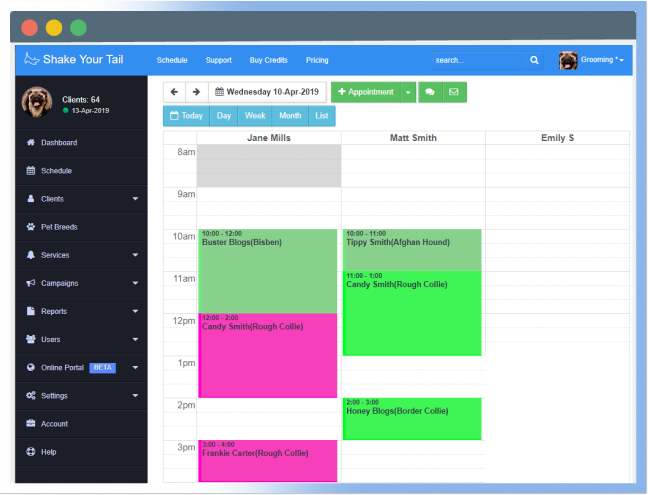 Shake Your Tail
Schedule
Support
Buy Credits
Pricing
search...
Grooming *
Clients: 64
13-Apr-2019
Dashboard
Schedule
Clients
Pet Breeds
Services
Campaigns
Reports
Users
Online Portal BETA
Settings
Account
Help
Wednesday 10-Apr-2019
+ Appointment
Today
Day
Week
Month
List
Jane Mills
Matt Smith
Emily S
8am
9am
10am
10:00 - 12:00
Buster Blogs(Bisben)
10:00 - 11:00
Tippy Smith(Afghan Hound)
11am
11:00 - 1:00
Candy Smith(Rough Collie)
12pm
12:00 - 2:00
Candy Smith(Rough Collie)
1pm
2pm
2:00 - 3:00
Honey Blogs(Border Collie)
3pm
3:00 - 4:00
Frankie Carter(Rough Collie)